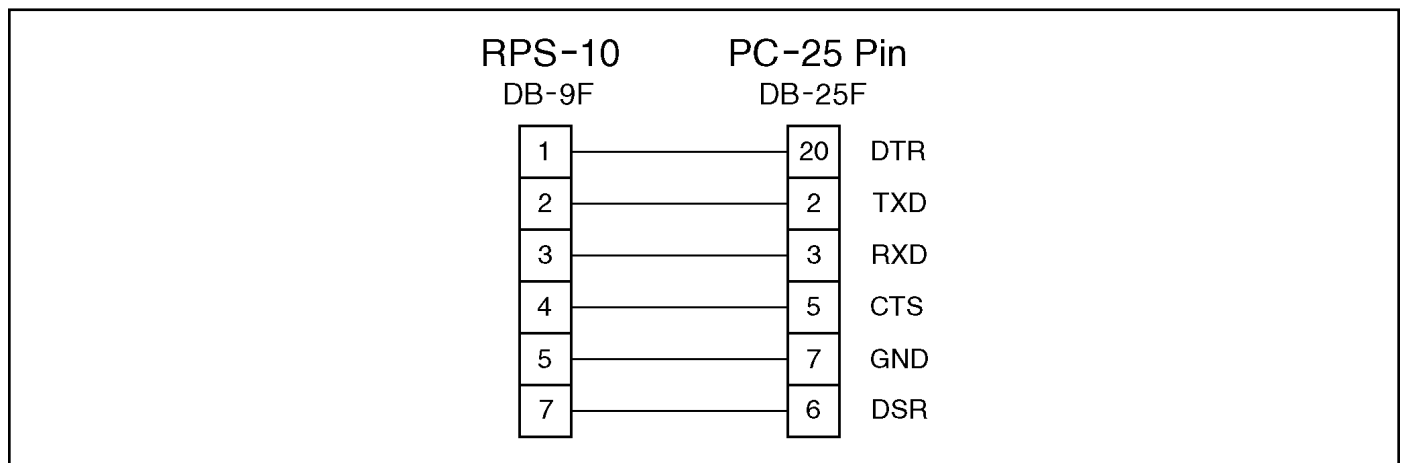 RPS-10 PC-25 Pin
DB-9F DB-25F
1 20 DTR
2 2 TXD
3 3 RXD
4 5 CTS
5 7 GND
7 6 DSR